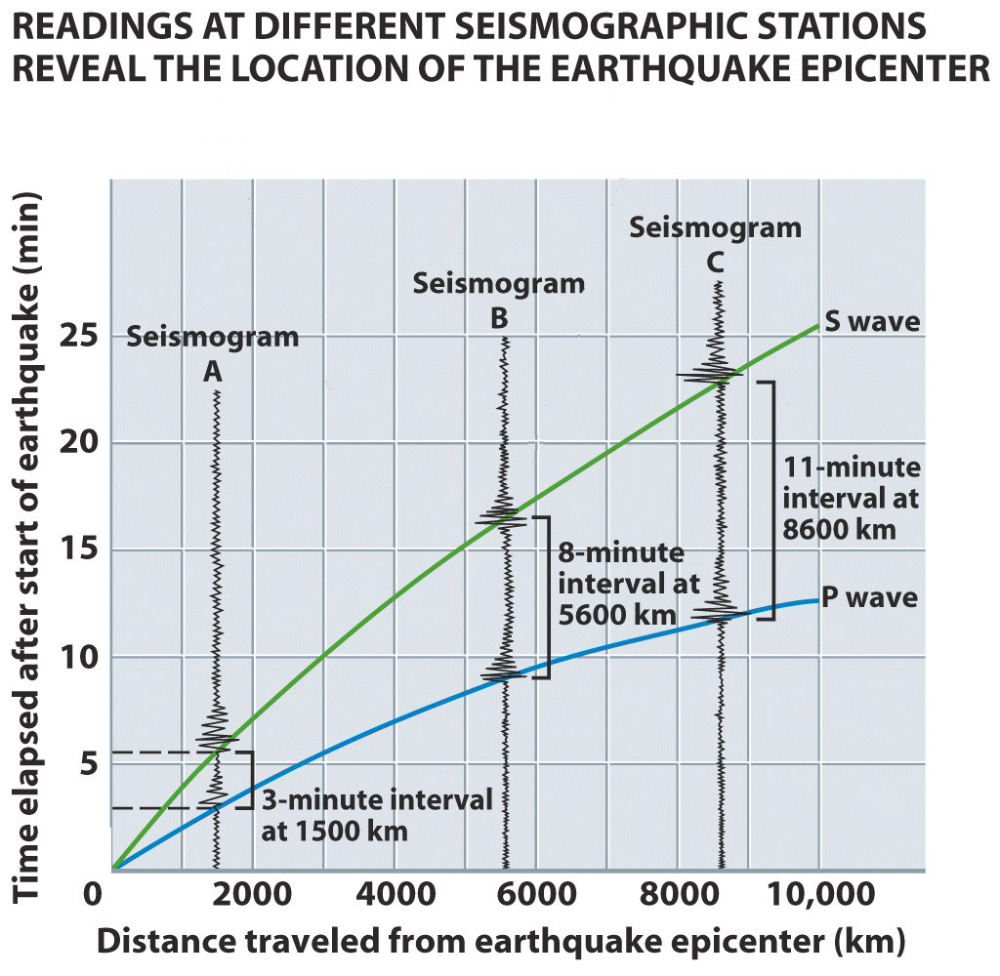 READINGS AT DIFFERENT SEISMOGRAPHIC STATIONS
REVEAL THE LOCATION OF THE EARTHQUAKE EPICENTER
Time elapsed after start of earthquake (min)
25
20
15
10
5
Seismogram
A
Seismogram
B
Seismogram
C
S wave
11-minute
interval at
8600 km
8-minute
interval at
5600 km
P wave
3-minute interval
at 1500 km
0 2000 4000 6000 8000 10,000
Distance traveled from earthquake epicenter (km)